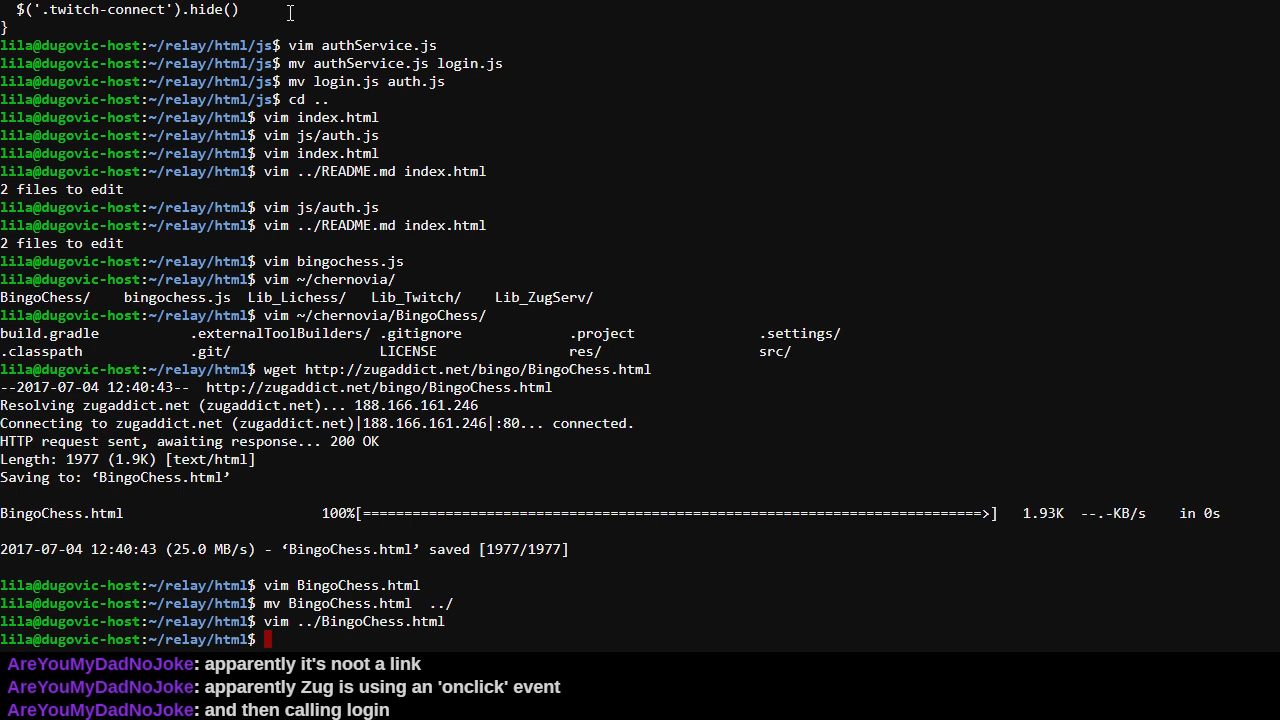 $('.twitch-connect').hide()
}
lila@dugovic-host:~/relay/html/js$ vim authService.js
lila@dugovic-host:~/relay/html/js$ mv authService.js login.js
lila@dugovic-host:~/relay/html/js$ mv login.js auth.js
lila@dugovic-host:~/relay/html/js$ cd ..
lila@dugovic-host:~/relay/html$ vim index.html
lila@dugovic-host:~/relay/html$ vim js/auth.js
lila@dugovic-host:~/relay/html$ vim index.html
lila@dugovic-host:~/relay/html$ vim ../README.md index.html
2 files to edit
lila@dugovic-host:~/relay/html$ vim js/auth.js
lila@dugovic-host:~/relay/html$ vim ../README.md index.html
2 files to edit
lila@dugovic-host:~/relay/html$ vim bingochess.js
lila@dugovic-host:~/relay/html$ vim ~/chernovia/
BingoChess/    bingochess.js  Lib_Lichess/   Lib_Twitch/    Lib_ZugServ/
lila@dugovic-host:~/relay/html$ vim ~/chernovia/BingoChess/
build.gradle           .externalToolBuilders/ .gitignore             .project               .settings/
.classpath             .git/                  LICENSE                res/                   src/
lila@dugovic-host:~/relay/html$ wget http://zugaddict.net/bingo/BingoChess.html
--2017-07-04 12:40:43--  http://zugaddict.net/bingo/BingoChess.html
Resolving zugaddict.net (zugaddict.net)... 188.166.161.246
Connecting to zugaddict.net (zugaddict.net)|188.166.161.246|:80... connected.
HTTP request sent, awaiting response... 200 OK
Length: 1977 (1.9K) [text/html]
Saving to: ‘BingoChess.html’
BingoChess.html                        100%[============================================================================>]   1.93K  --.-KB/s    in 0s
2017-07-04 12:40:43 (25.0 MB/s) - ‘BingoChess.html’ saved [1977/1977]
lila@dugovic-host:~/relay/html$ vim BingoChess.html
lila@dugovic-host:~/relay/html$ mv BingoChess.html  ../
lila@dugovic-host:~/relay/html$ vim ../BingoChess.html
lila@dugovic-host:~/relay/html$
AreYouMyDadNoJoke: apparently it's noot a link
AreYouMyDadNoJoke: apparently Zug is using an 'onclick' event
AreYouMyDadNoJoke: and then calling login